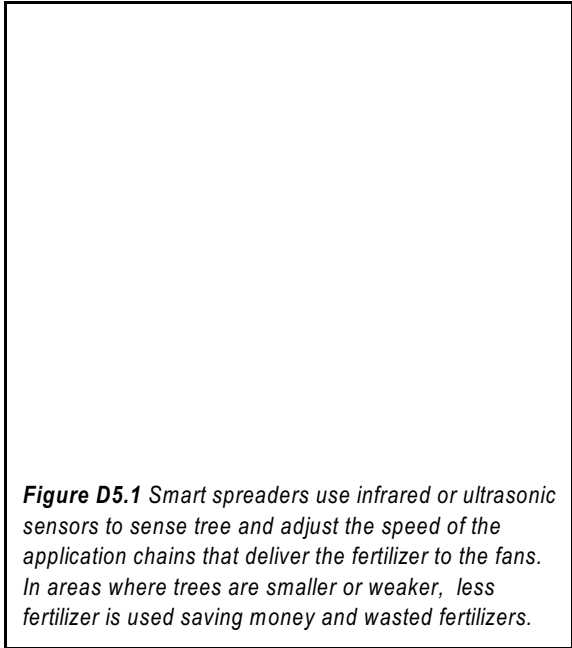 Figure D5.1 Smart spreaders use infrared or ultrasonic
sensors to sense tree and adjust the speed of the
application chains that deliver the fertilizer to the fans.
In areas where trees are smaller or weaker,  less
fertilizer is used saving money and wasted fertilizers.